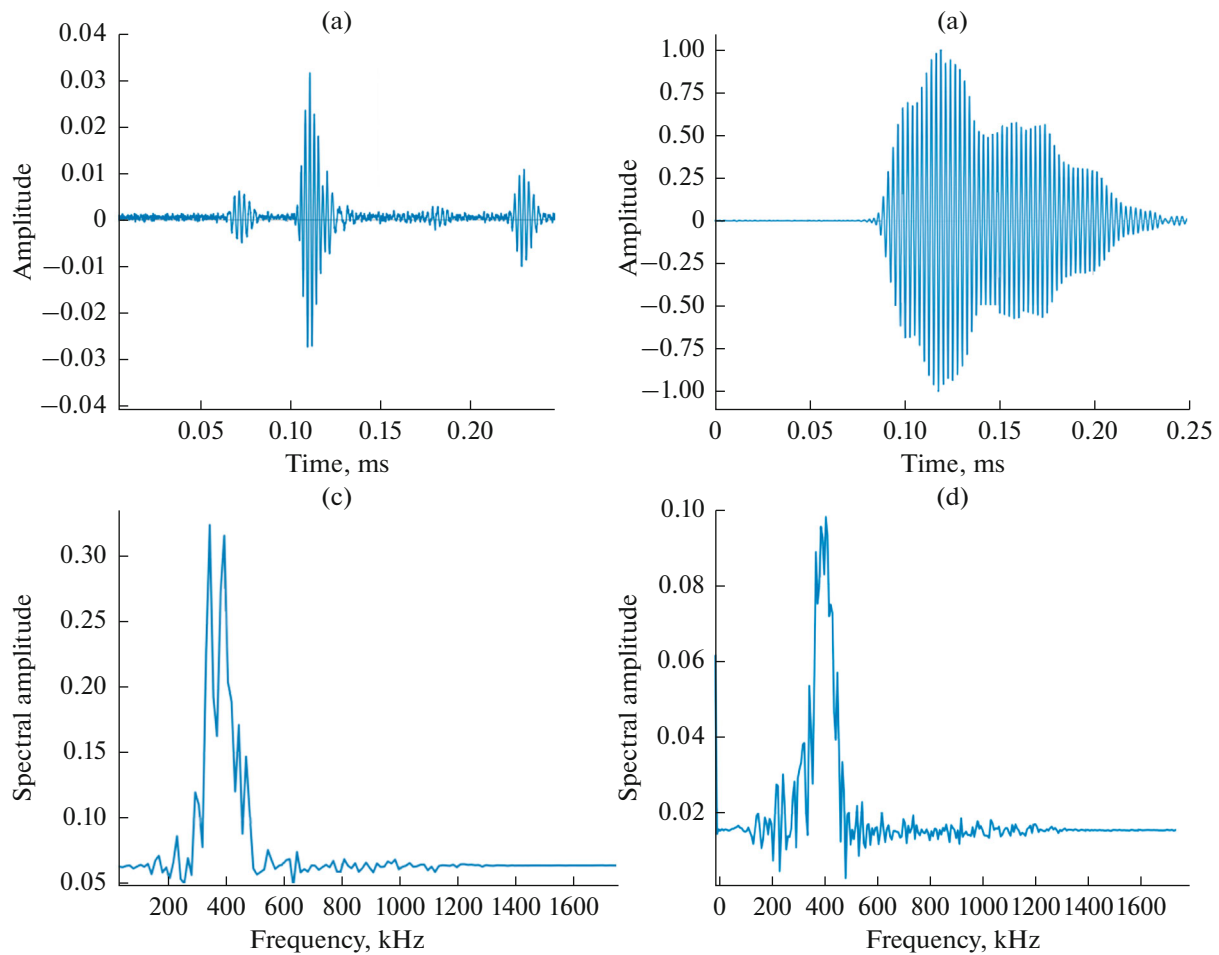 (a)
0.04
0.03
0.02
0.01
0
−0.01
−0.02
−0.03
−0.04
Amplitude
0.05 0.10 0.15 0.20
Time, ms
(a)
1.00
0.75
0.50
0.25
0
−0.25
−0.50
−0.75
−1.00
Amplitude
0 0.05 0.10 0.15 0.20 0.25
Time, ms
(c)
0.30
0.20
0.15
0.10
0.05
Spectral amplitude
200 400 600 800 1000 1200 1400 1600
Frequency, kHz
(d)
0.10
0.08
0.06
0.04
0.02
Spectral amplitude
0 200 400 600 800 1000 1200 1400 1600
Frequency, kHz